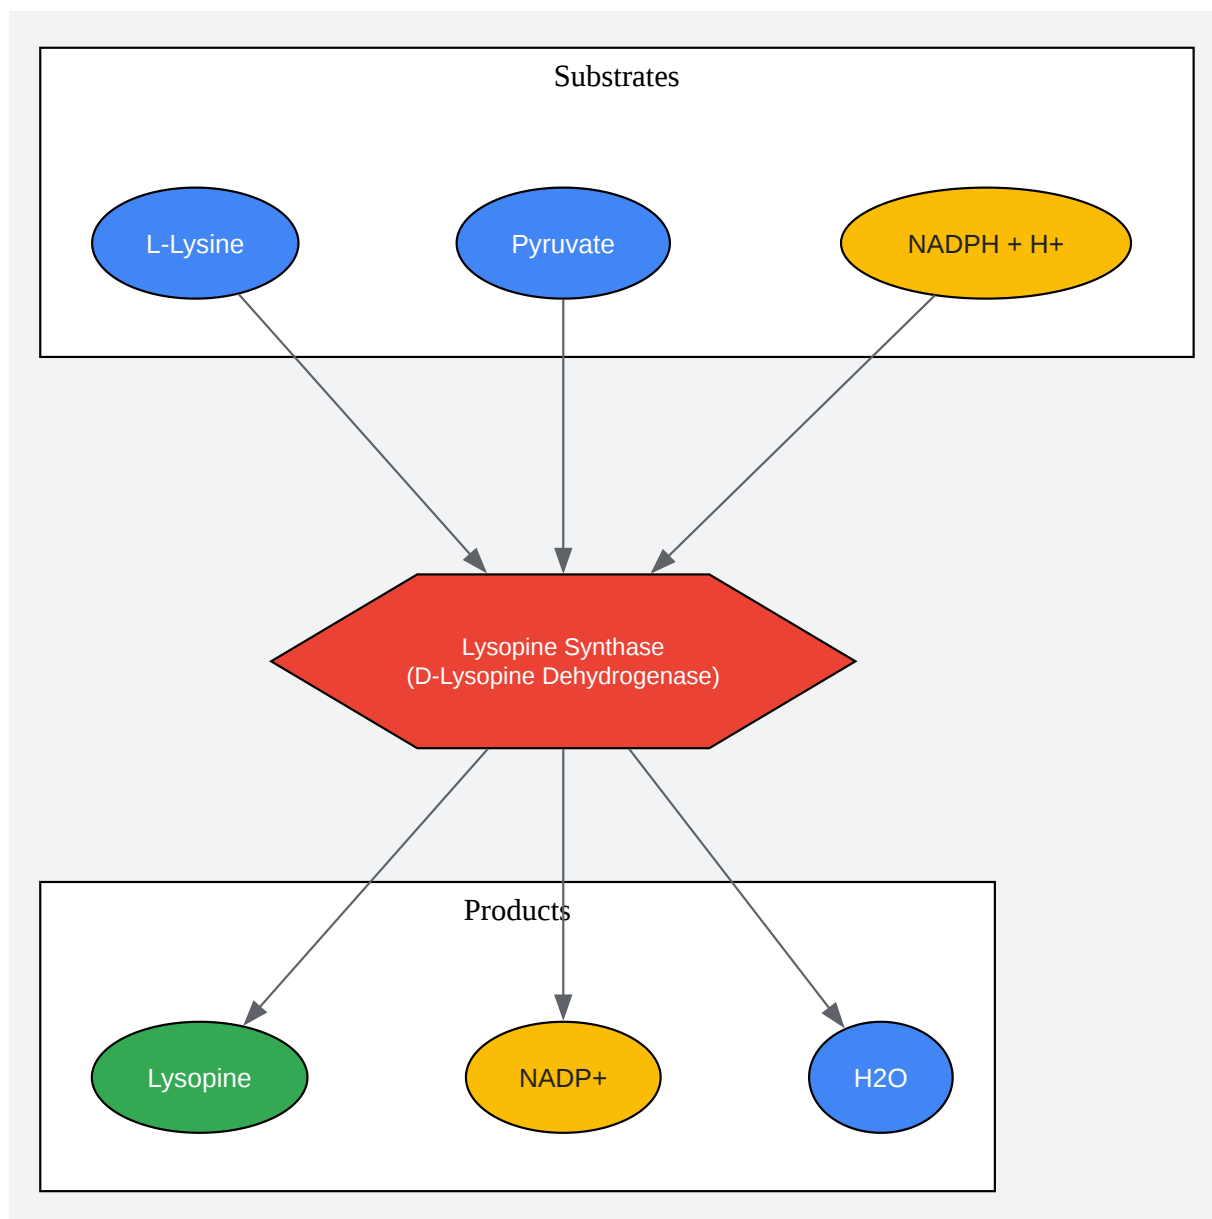 Substrates
L-Lysine
Pyruvate
NADPH + H+
Lysopine Synthase
(D-Lysopine Dehydrogenase)
Products
Lysopine
NADP+
H2O